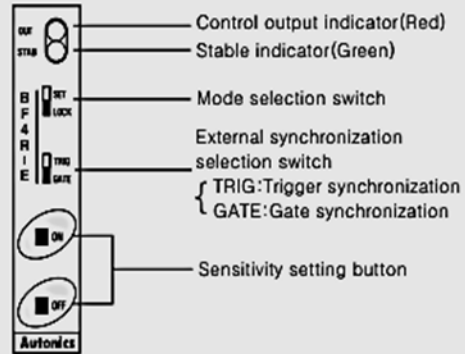 OUT
Control output indicator(Red)
STAB
Stable indicator(Green)
BF4RIE
SET
LOCK
Mode selection switch
External synchronization
selection switch
TRIG
GATE
TRIG:Trigger synchronization
GATE:Gate synchronization
ON
Sensitivity setting button
OFF
Autonics